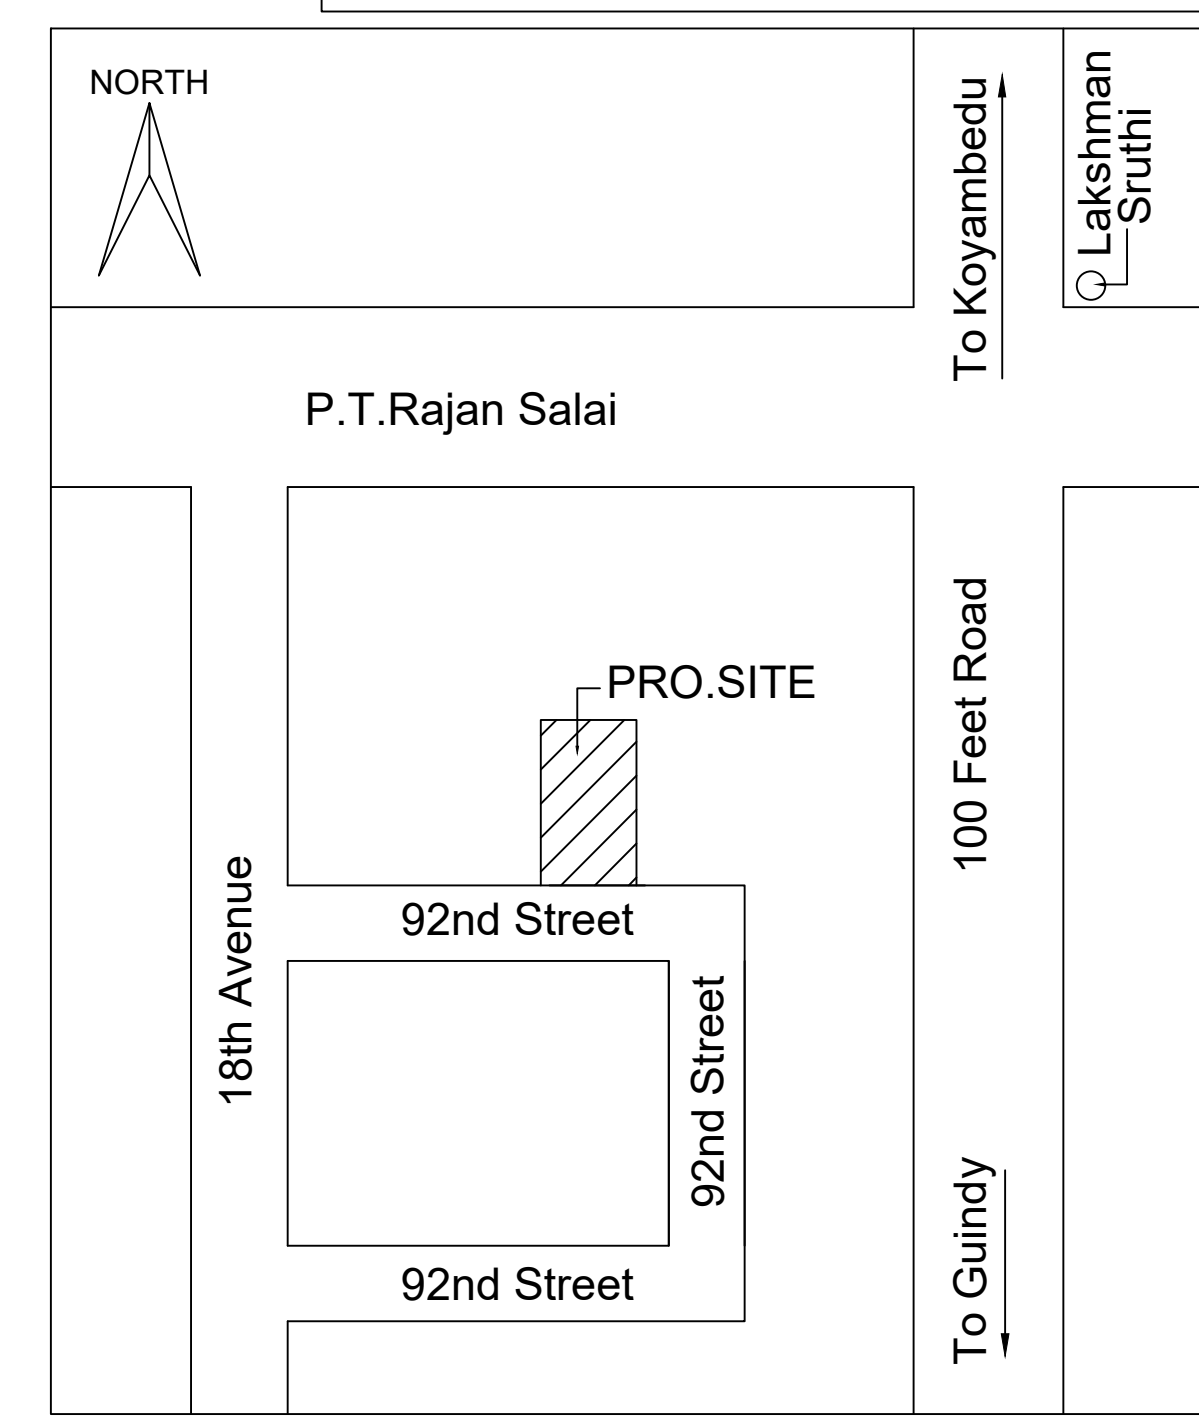 NORTH
To Koyambedu
Lakshman
Sruthi
P.T.Rajan Salai
PRO.SITE
100 Feet Road
18th Avenue
92nd Street
92nd Street
92nd Street
To Guindy